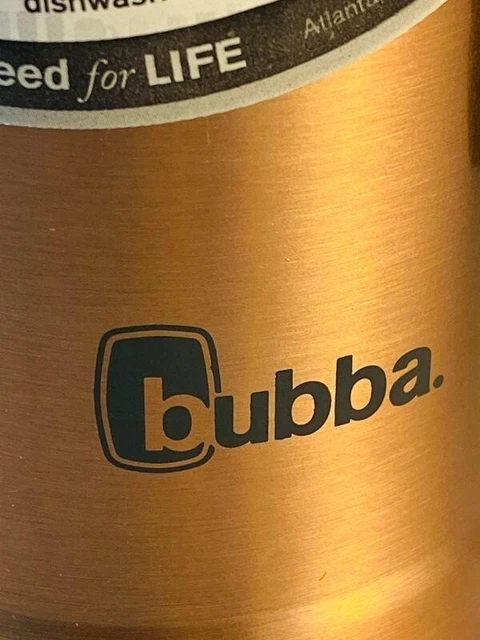 dishwash
eed for LIFE
Atlanta
bubba.